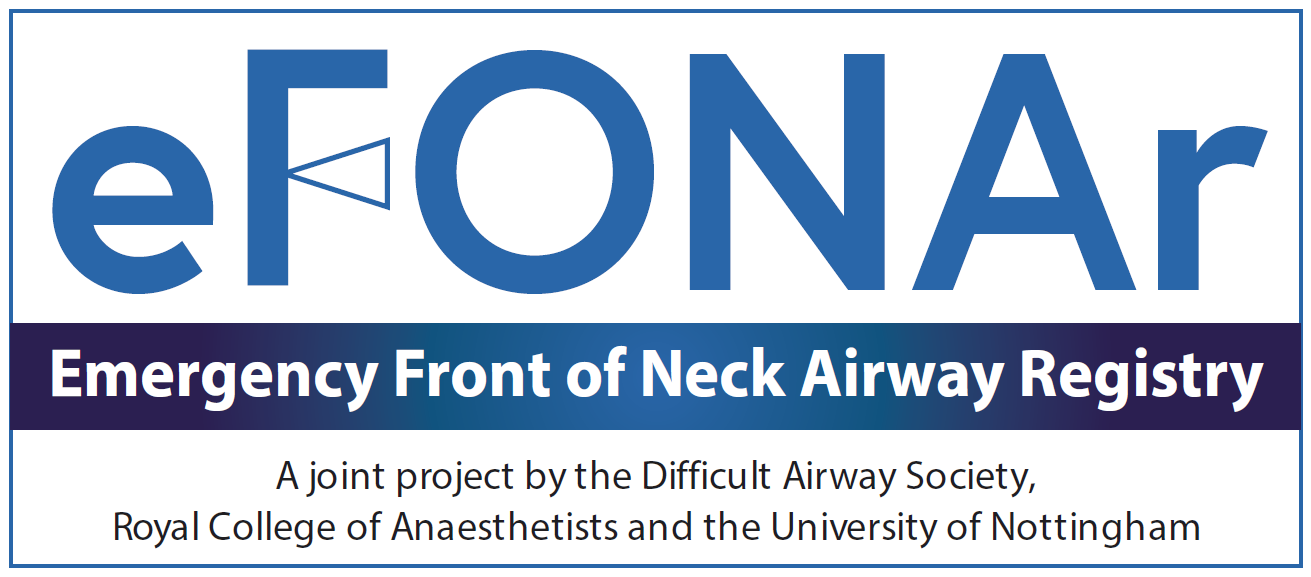 eFONAr
Emergency Front of Neck Airway Registry
A joint project by the Difficult Airway Society,
Royal College of Anaesthetists and the University of Nottingham